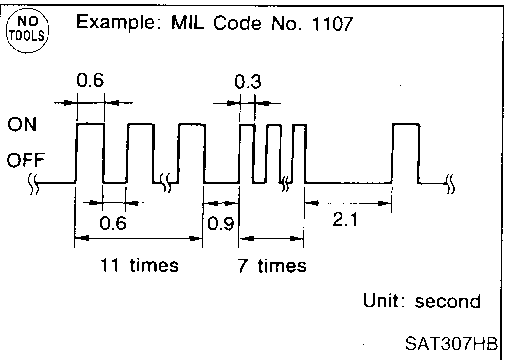 NO
TOOLS
Example: MIL Code No. 1107
0.6
0.3
ON
OFF
0.6
0.9
2.1
11 times
7 times
Unit: second
SAT307HB